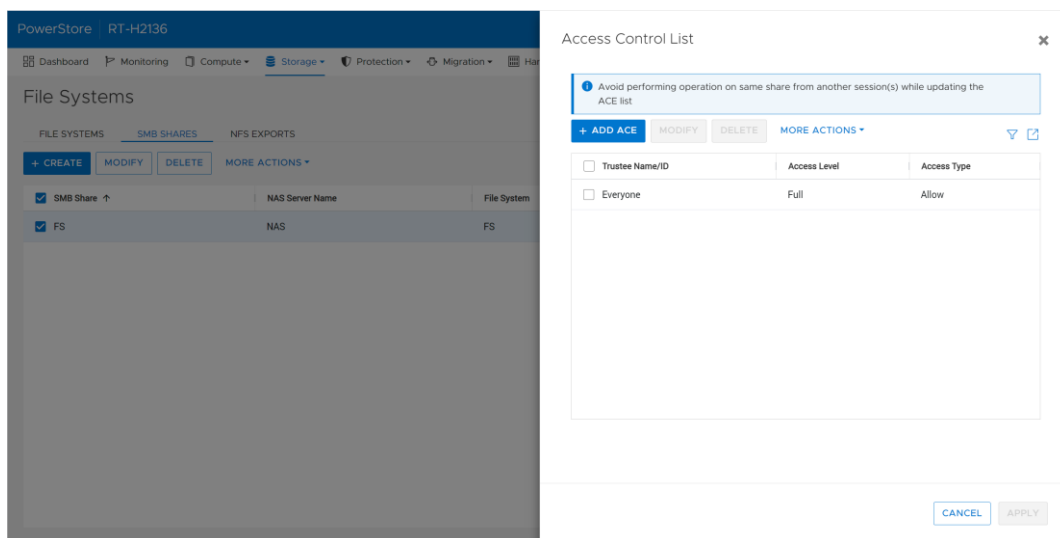 PowerStore RT-H2136
Dashboard Monitoring Compute Storage Protection Migration Har
File Systems
FILE SYSTEMS SMB SHARES NFS EXPORTS
+ CREATE MODIFY DELETE MORE ACTIONS
SMB Share ↑ NAS Server Name File System
FS NAS FS
Access Control List
Avoid performing operation on same share from another session(s) while updating the
ACE list
+ ADD ACE MODIFY DELETE MORE ACTIONS
Trustee Name/ID Access Level Access Type
Everyone Full Allow
CANCEL APPLY